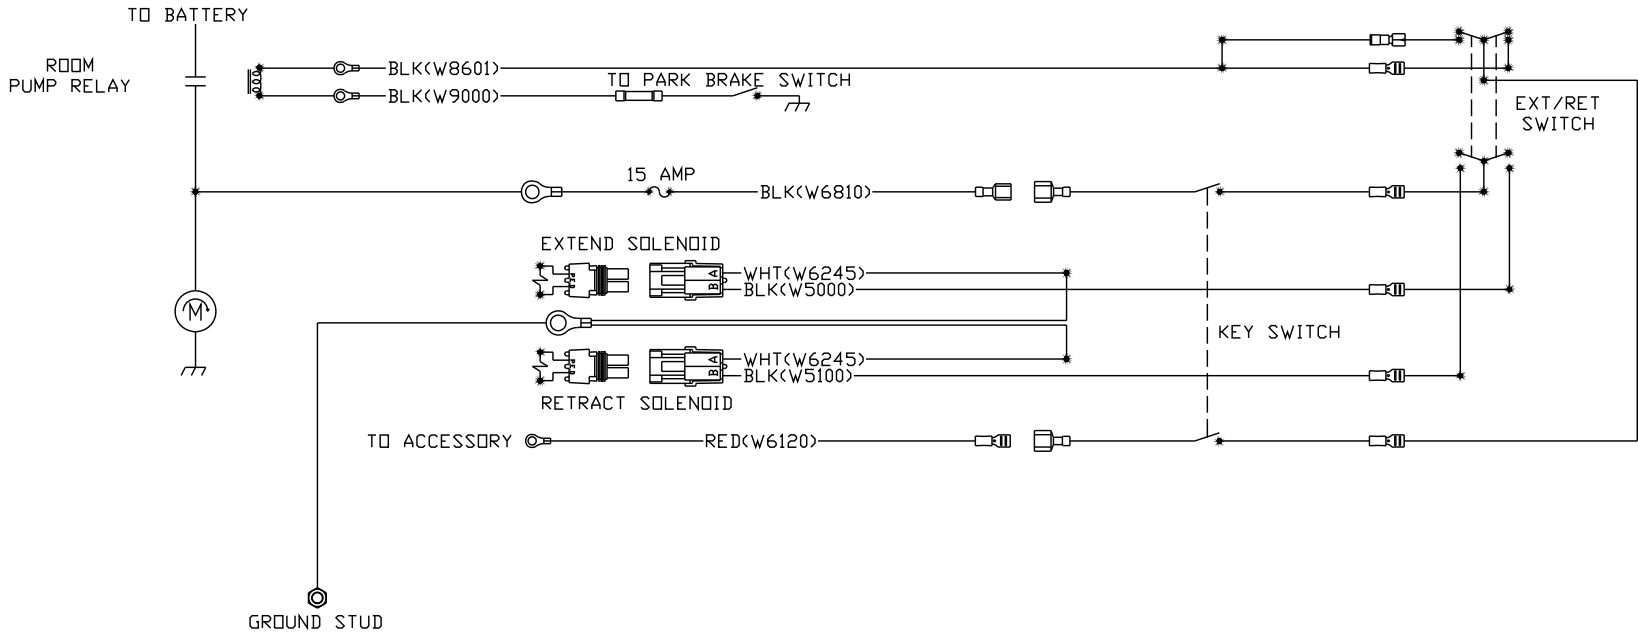 TO BATTERY
ROOM
PUMP RELAY
BLK(W8601)
TO PARK BRAKE SWITCH
BLK(W9000)
EXT/RET
SWITCH
15 AMP
BLK(W6810)
EXTEND SOLENOID
WHT(W6245)
A
B
BLK(W5000)
M
KEY SWITCH
WHT(W6245)
A
B
BLK(W5100)
RETRACT SOLENOID
TO ACCESSORY
RED(W6120)
GROUND STUD